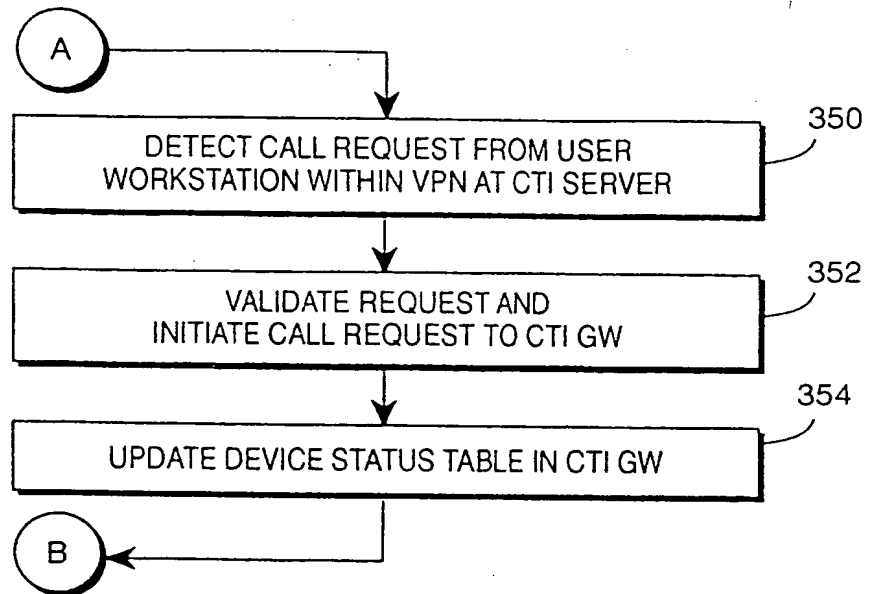 A
350
DETECT CALL REQUEST FROM USER
WORKSTATION WITHIN VPN AT CTI SERVER
352
VALIDATE REQUEST AND
INITIATE CALL REQUEST TO CTI GW
354
UPDATE DEVICE STATUS TABLE IN CTI GW
B